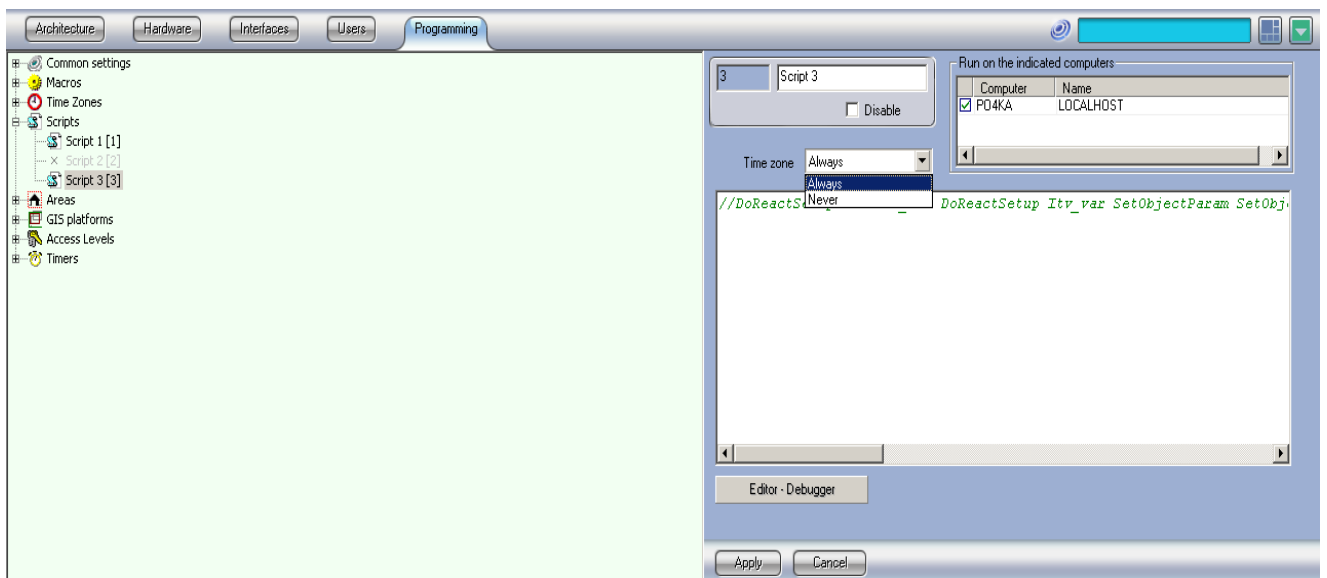 Architecture Hardware Interfaces Users Programming
Common settings
Macros
Time Zones
Scripts
Script 1 [1]
Script 2 [2]
Script 3 [3]
Areas
GIS platforms
Access Levels
Timers
3 Script 3
Disable
Run on the indicated computers
Computer Name
PO4KA LOCALHOST
Time zone Always
Always
Never
//DoReactS DoReactSetup Itv_var SetObjectParam SetObj
Editor - Debugger
Apply Cancel